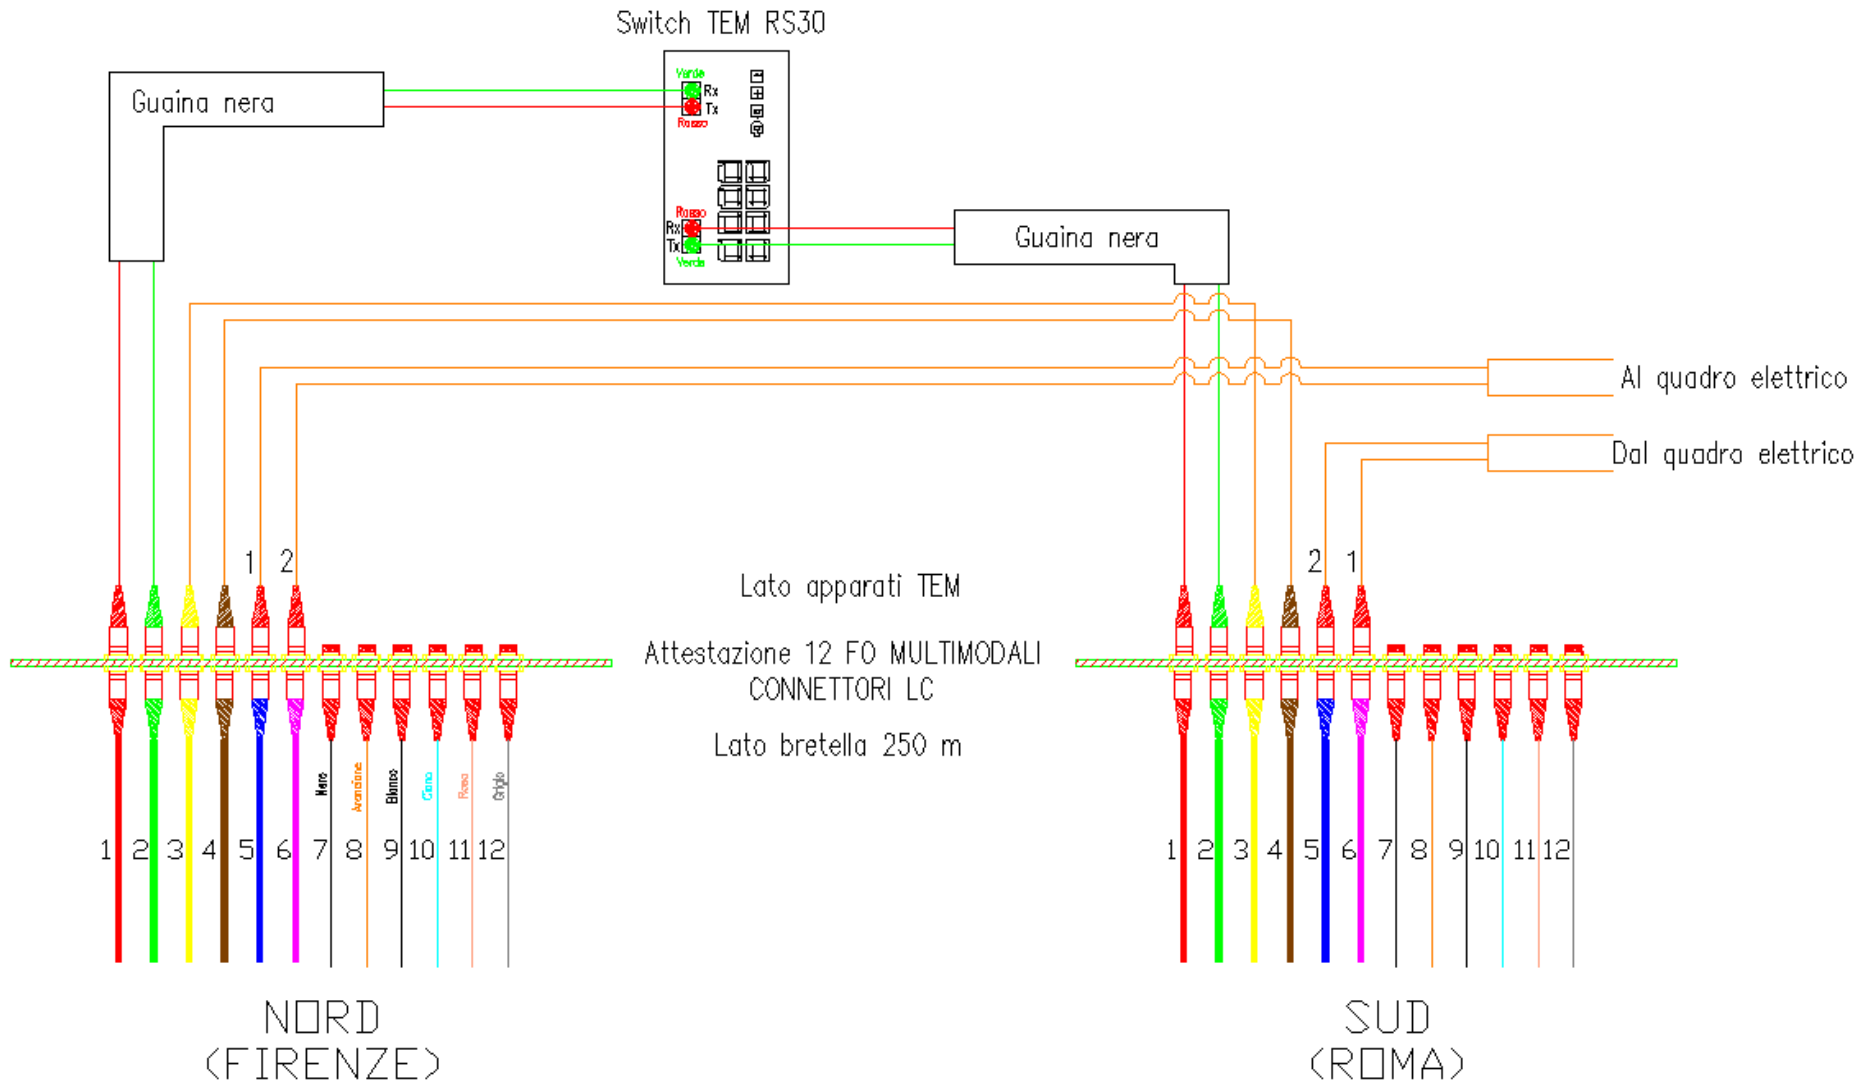 Switch TEM RS30
Guaina nera
Verde
Rx
Tx
Rosso
Rosso
Rx
Tx
Verde
Guaina nera
Al quadro elettrico
Dal quadro elettrico
1 2
2 1
Lato apparati TEM
Attestazione 12 FO MULTIMODALI
CONNETTORI LC
Lato bretella 250 m
Nero
Arancione
Bianco
Ciano
Rosa
Grigio
1 2 3 4 5 6 7 8 9 10 11 12
1 2 3 4 5 6 7 8 9 10 11 12
NORD
(FIRENZE)
SUD
(ROMA)